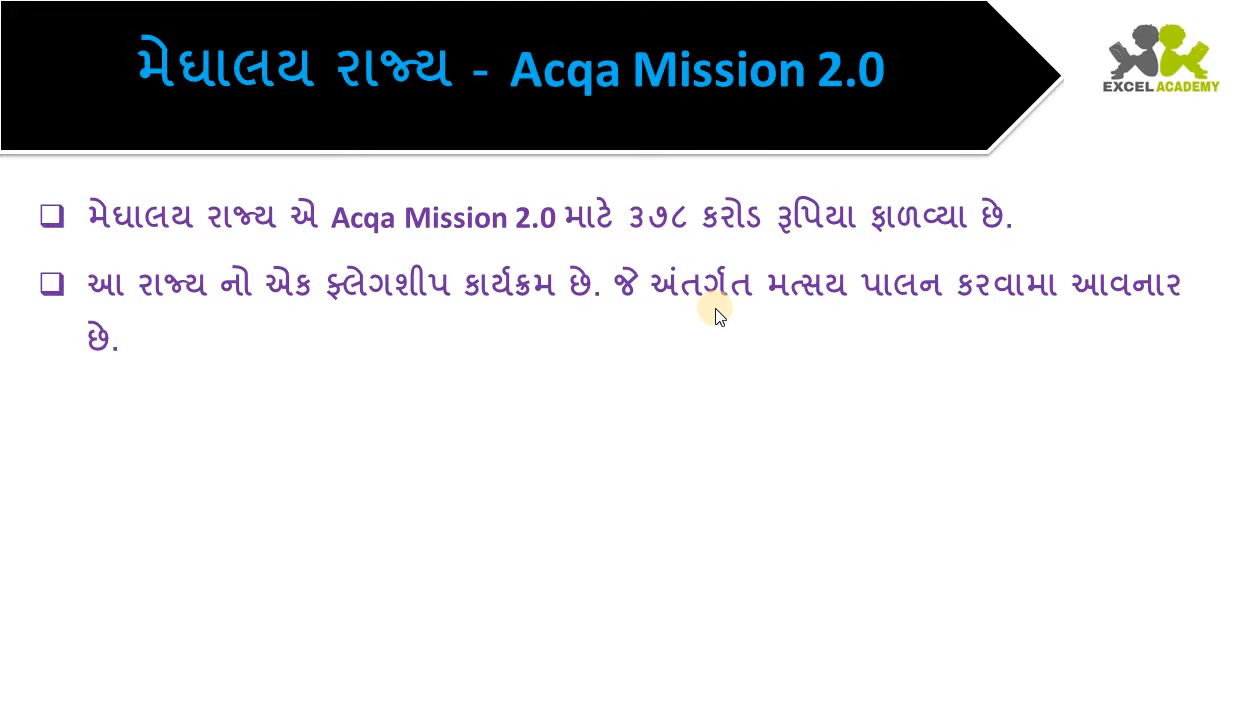 મેઘાલય રાજ્ય - Acqa Mission 2.0
EXCEL ACADEMY
મેઘાલય રાજ્ય એ Acqa Mission 2.0 માટે ૩૭૮ કરોડ રૂપિયા ફાળવ્યા છે.
આ રાજ્ય નો એક ફ્લેગશીપ કાર્યક્રમ છે. જે અંતર્ગત મત્સય પાલન કરવામા આવનાર
છે.